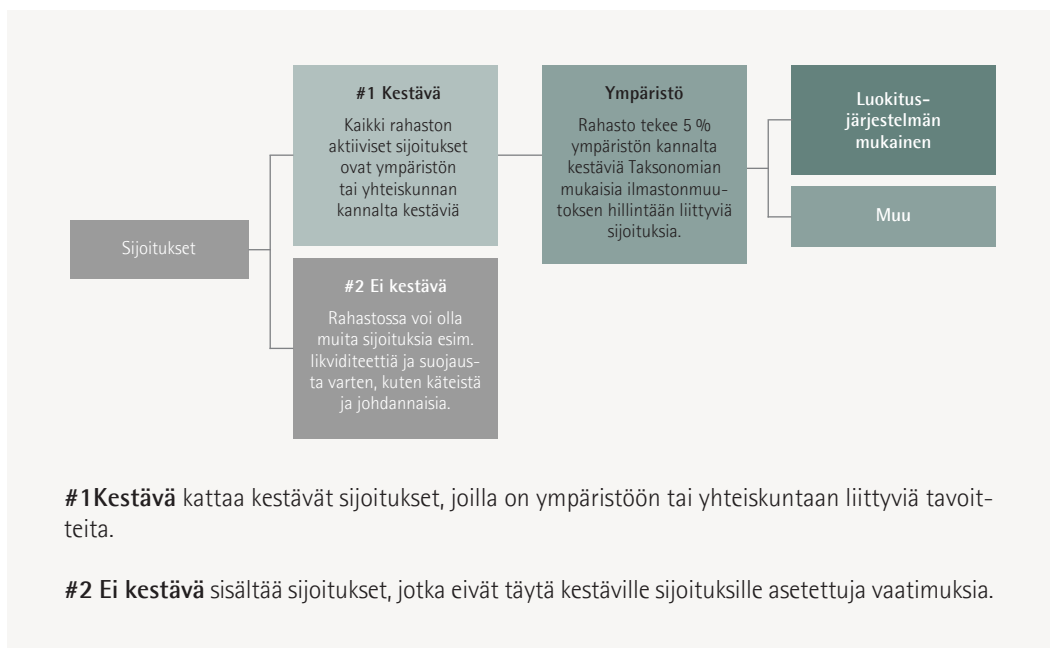 Sijoitukset
#1 Kestävä
Kaikki rahaston
aktiiviset sijoitukset
ovat ympäristön
tai yhteiskunnan
kannalta kestäviä
#2 Ei kestävä
Rahastossa voi olla
muita sijoituksia esim.
likviditeettiä ja suojaus-
ta varten, kuten käteistä
ja johdannaisia.
Ympäristö
Rahasto tekee 5 %
ympäristön kannalta
kestäviä Taksonomian
mukaisia ilmastonmuu-
toksen hillintään liittyviä
sijoituksia.
Luokitus-
järjestelmän
mukainen
Muu
#1Kestävä kattaa kestävät sijoitukset, joilla on ympäristöön tai yhteiskuntaan liittyviä tavoit-
teita.
#2 Ei kestävä sisältää sijoitukset, jotka eivät täytä kestäville sijoituksille asetettuja vaatimuksia.